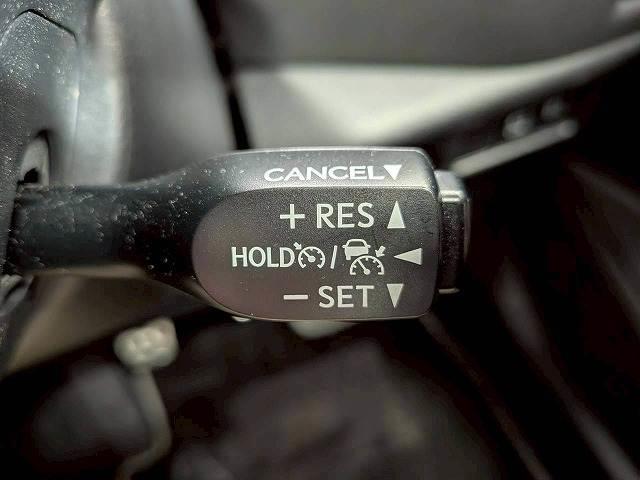 CANCEL▼
+ RES ▲
HOLD / ◀
− SET ▼